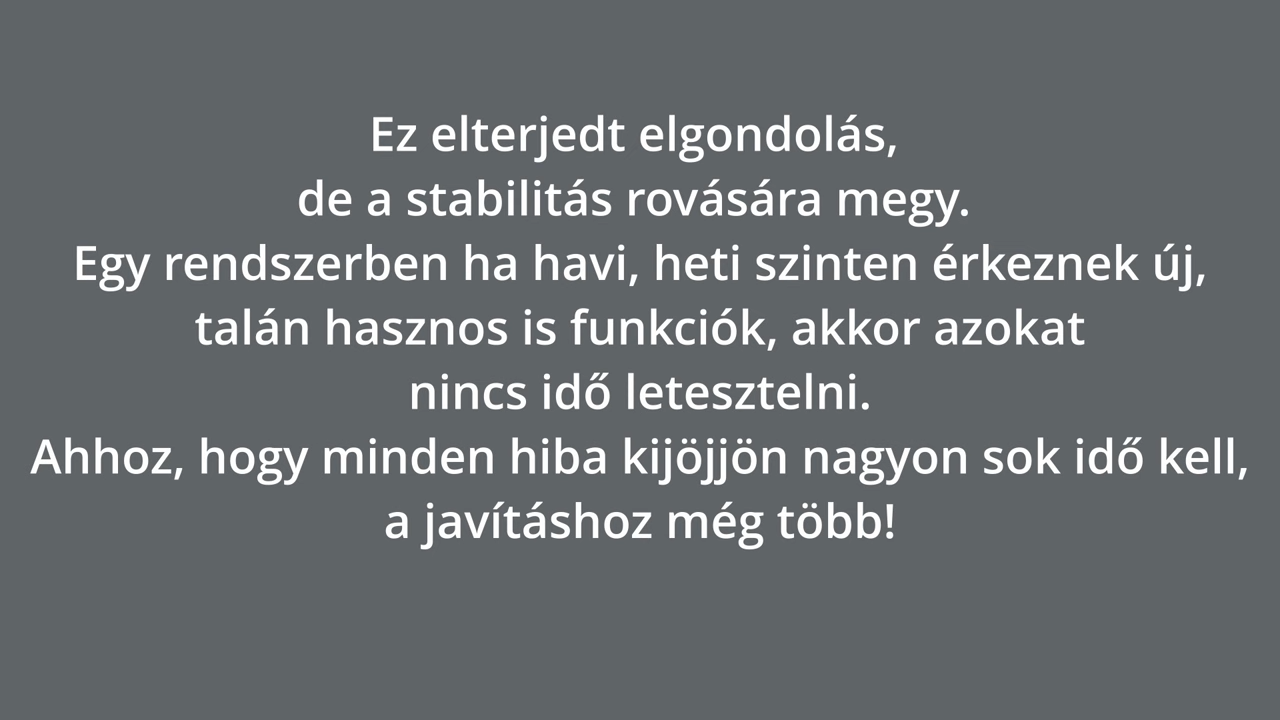 Ez elterjedt elgondolás,
de a stabilitás rovására megy.
Egy rendszerben ha havi, heti szinten érkeznek új,
talán hasznos is funkciók, akkor azokat
nincs idő letesztelni.
Ahhoz, hogy minden hiba kijöjjön nagyon sok idő kell,
a javításhoz még több!